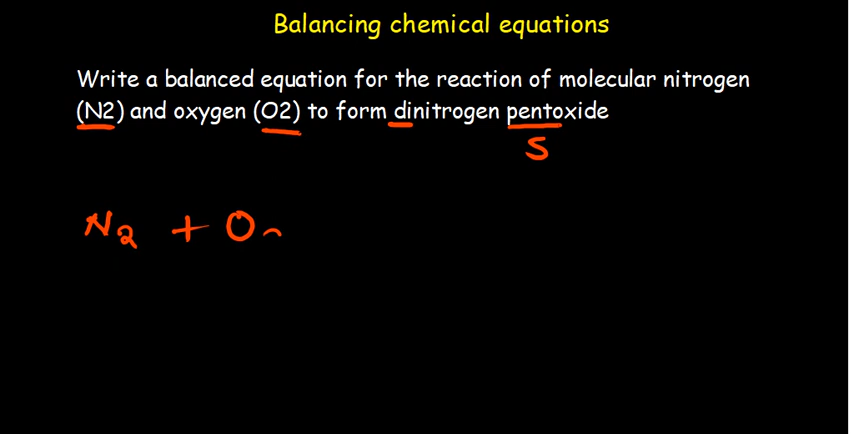 Balancing chemical equations
Write a balanced equation for the reaction of molecular nitrogen
(N2) and oxygen (O2) to form dinitrogen pentoxide
5
N2 + O